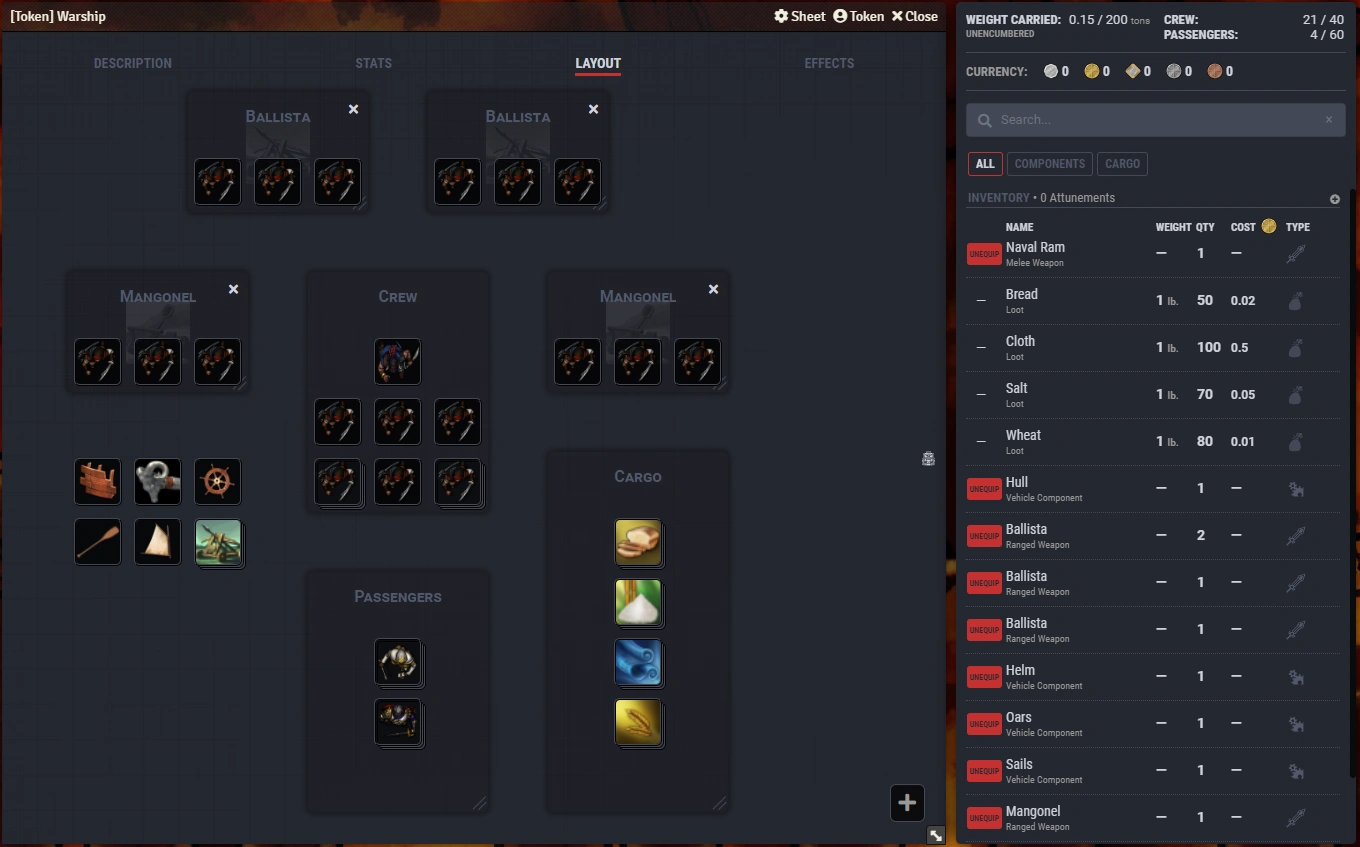 [Token] Warship
Sheet Token Close
DESCRIPTION STATS LAYOUT EFFECTS
Ballista
Ballista
Mangonel
Crew
Mangonel
Cargo
Passengers
WEIGHT CARRIED: 0.15 / 200 tons
UNENCUMBERED
CREW: 21 / 40
PASSENGERS: 4 / 60
CURRENCY: 0 0 0 0 0
Search...
ALL COMPONENTS CARGO
INVENTORY • 0 Attunements
NAME WEIGHT QTY COST TYPE
UNEQUIP Naval Ram — 1 —
Melee Weapon
— Bread 1 lb. 50 0.02
Loot
— Cloth 1 lb. 100 0.5
Loot
— Salt 1 lb. 70 0.05
Loot
— Wheat 1 lb. 80 0.01
Loot
UNEQUIP Hull — 1 —
Vehicle Component
UNEQUIP Ballista — 2 —
Ranged Weapon
UNEQUIP Ballista — 1 —
Ranged Weapon
UNEQUIP Ballista — 1 —
Ranged Weapon
UNEQUIP Helm — 1 —
Vehicle Component
UNEQUIP Oars — 1 —
Vehicle Component
UNEQUIP Sails — 1 —
Vehicle Component
UNEQUIP Mangonel — 1 —
Ranged Weapon